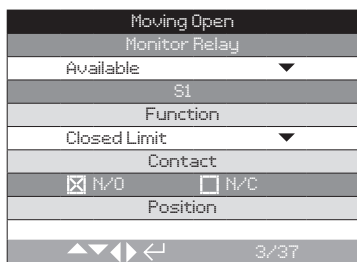 Moving Open
Monitor Relay
Available
S1
Function
Closed Limit
Contact
N/O N/C
Position
3/37